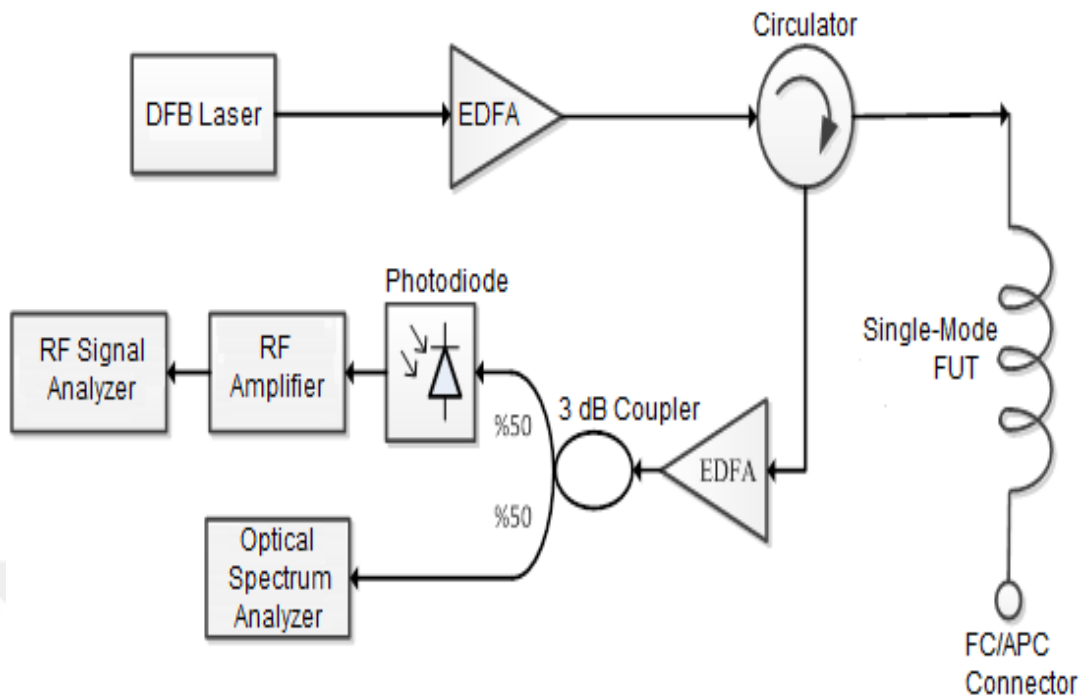 Circulator
DFB Laser
EDFA
Photodiode
RF Signal
Analyzer
RF
Amplifier
%50
3 dB Coupler
EDFA
Single-Mode
FUT
%50
Optical
Spectrum
Analyzer
FC/APC
Connector